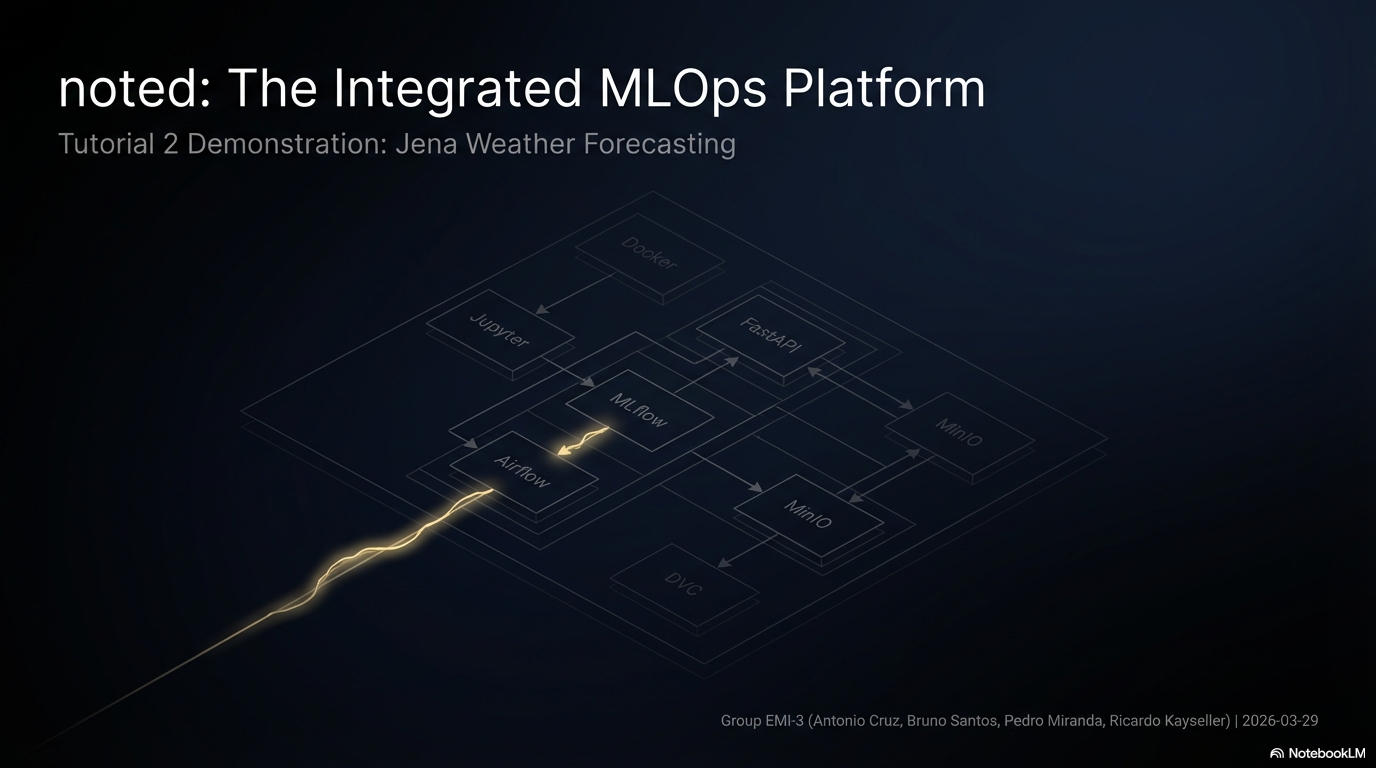 noted: The Integrated MLOps Platform
Tutorial 2 Demonstration: Jena Weather Forecasting
Docker
Jupyter
FastAPI
MLflow
MinIO
Airflow
MinIO
DVC
Group EMI-3 (Antonio Cruz, Bruno Santos, Pedro Miranda, Ricardo Kayseller) | 2026-03-29
NotebookLM